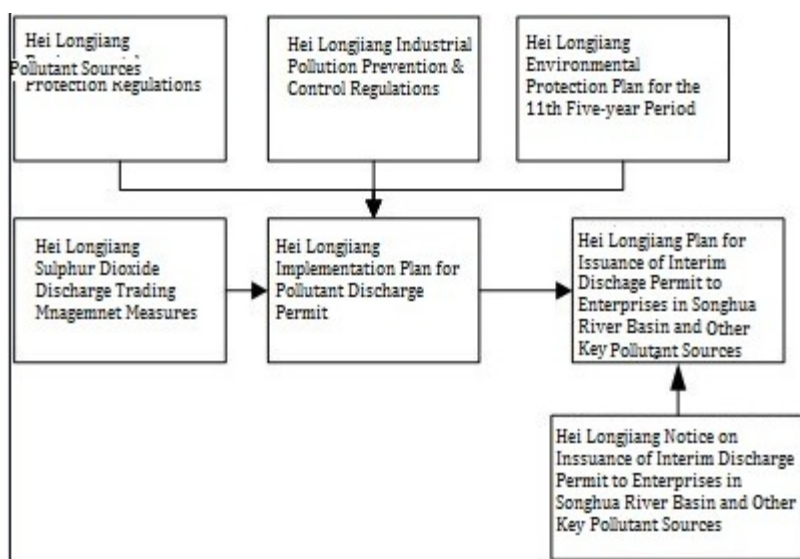 Hei Longjiang
Pollutant Sources
Protection Regulations
Hei Longjiang Industrial
Pollution Prevention &
Control Regulations
Hei Longjiang
Environmental
Protection Plan for the
11th Five-year Period
Hei Longjiang
Sulphur Dioxide
Discharge Trading
Mnagemnet Measures
Hei Longjiang
Implementation Plan for
Pollutant Discharge
Permit
Hei Longjiang Plan for
Issuance of Interim
Dischage Permit to
Enterprises in Songhua
River Basin and Other
Key Pollutant Sources
Hei Longjiang Notice on
Inssuance of Interim Discharge
Permit to Enterprises in
Songhua River Basin and Other
Key Pollutant Sources